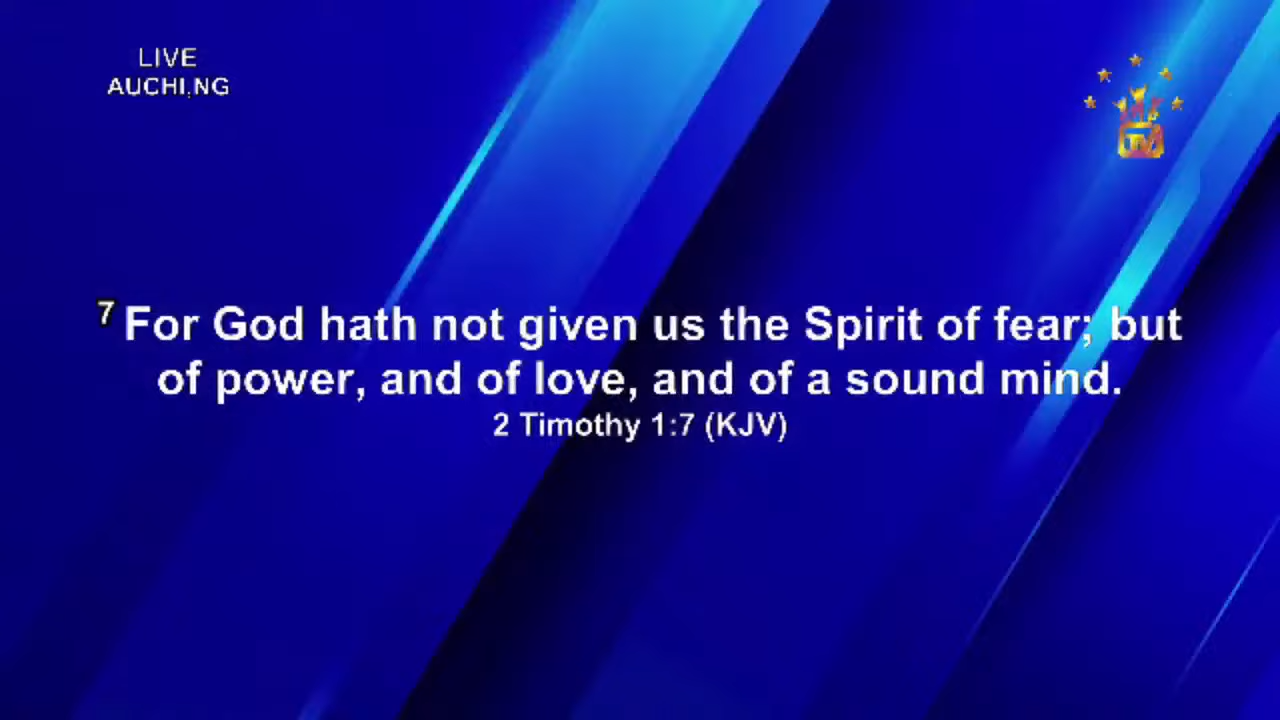 LIVE
AUCHI,NG
7 For God hath not given us the Spirit of fear; but
of power, and of love, and of a sound mind.
2 Timothy 1:7 (KJV)